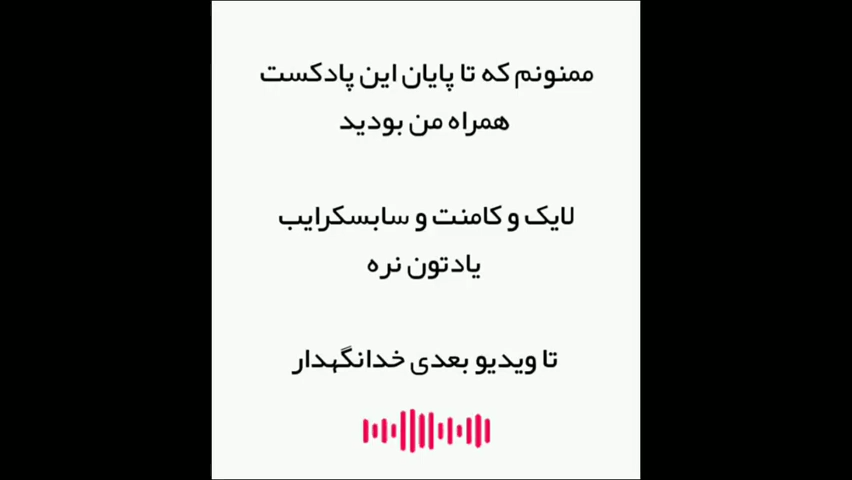 ممنونم که تا پایان این پادکست
همراه من بودید
لایک و کامنت و سابسکرایب
یادتون نره
تا ویدیو بعدی خدانگهدار